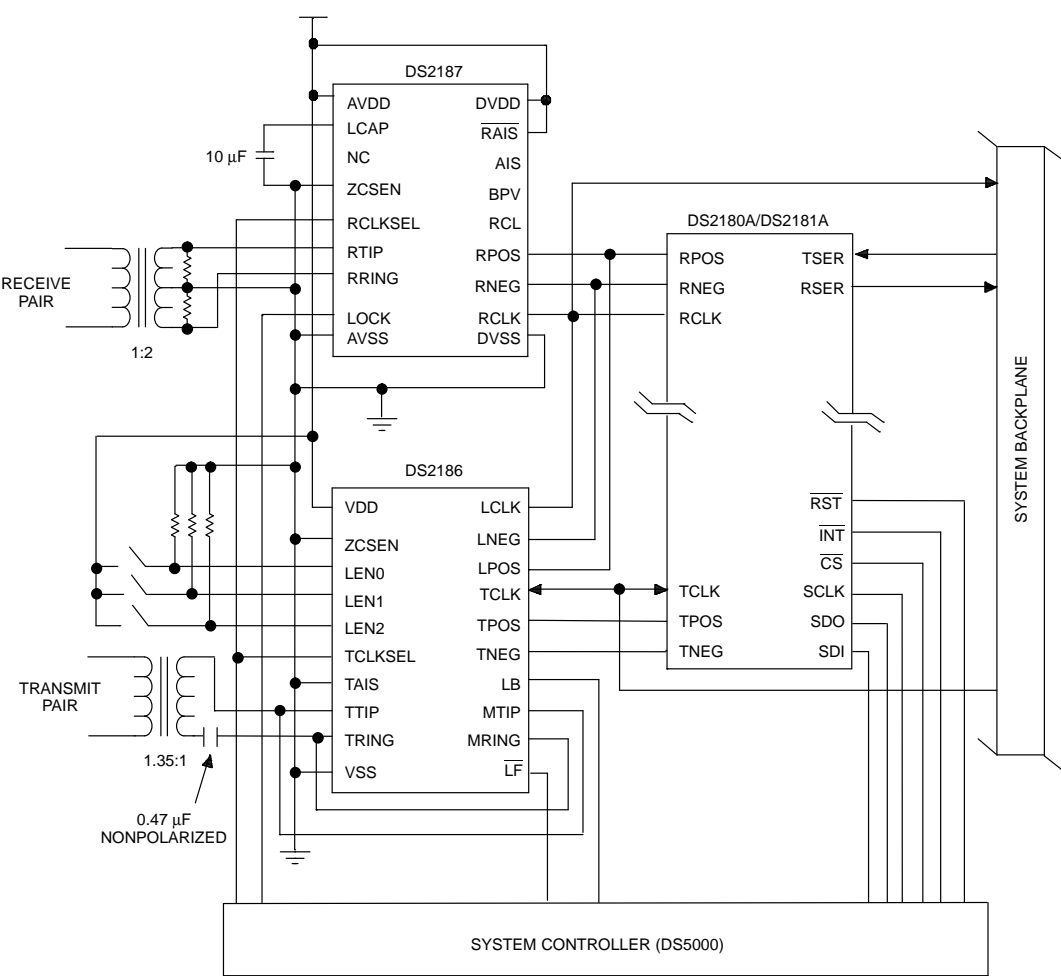 DS2187
AVDD
LCAP
NC
ZCSEN
RCLKSEL
RTIP
RRING
LOCK
AVSS
DVDD
RAIS
AIS
BPV
RCL
RPOS
RNEG
RCLK
DVSS
10 μF
RECEIVE
PAIR
1:2
DS2180A/DS2181A
RPOS
RNEG
RCLK
TCLK
TPOS
TNEG
TSER
RSER
RST
INT
CS
SCLK
SDO
SDI
SYSTEM BACKPLANE
DS2186
VDD
ZCSEN
LEN0
LEN1
LEN2
TCLKSEL
TAIS
TTIP
TRING
VSS
LCLK
LNEG
LPOS
TCLK
TPOS
TNEG
LB
MTIP
MRING
LF
TRANSMIT
PAIR
1.35:1
0.47 μF
NONPOLARIZED
SYSTEM CONTROLLER (DS5000)